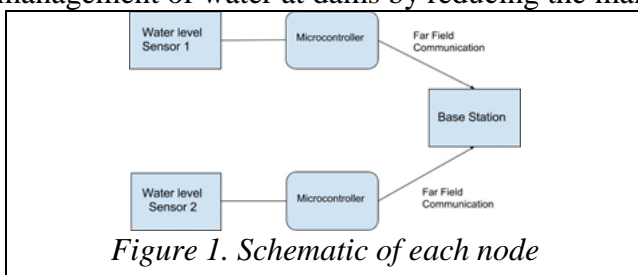 management of water at dams by reducing the
Water level
Sensor 1
Microcontroller
Far Field
Communication
Base Station
Water level
Sensor 2
Microcontroller
Far Field
Communication
Figure 1. Schematic of each node